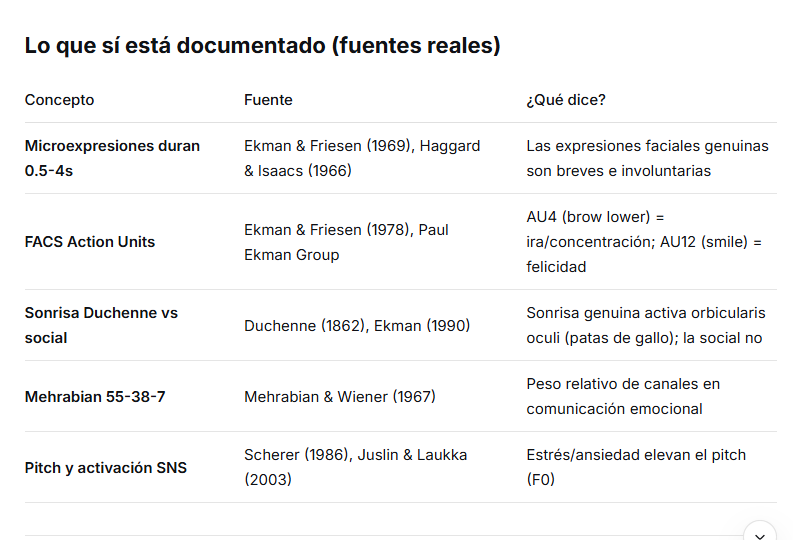 Lo que sí está documentado (fuentes reales)
Concepto
Fuente
¿Qué dice?
Microexpresiones duran
0.5-4s
Ekman & Friesen (1969), Haggard
& Isaacs (1966)
Las expresiones faciales genuinas
son breves e involuntarias
FACS Action Units
Ekman & Friesen (1978), Paul
Ekman Group
AU4 (brow lower) =
ira/concentración; AU12 (smile) =
felicidad
Sonrisa Duchenne vs
social
Duchenne (1862), Ekman (1990)
Sonrisa genuina activa orbicularis
oculi (patas de gallo); la social no
Mehrabian 55-38-7
Mehrabian & Wiener (1967)
Peso relativo de canales en
comunicación emocional
Pitch y activación SNS
Scherer (1986), Juslin & Laukka
(2003)
Estrés/ansiedad elevan el pitch
(F0)